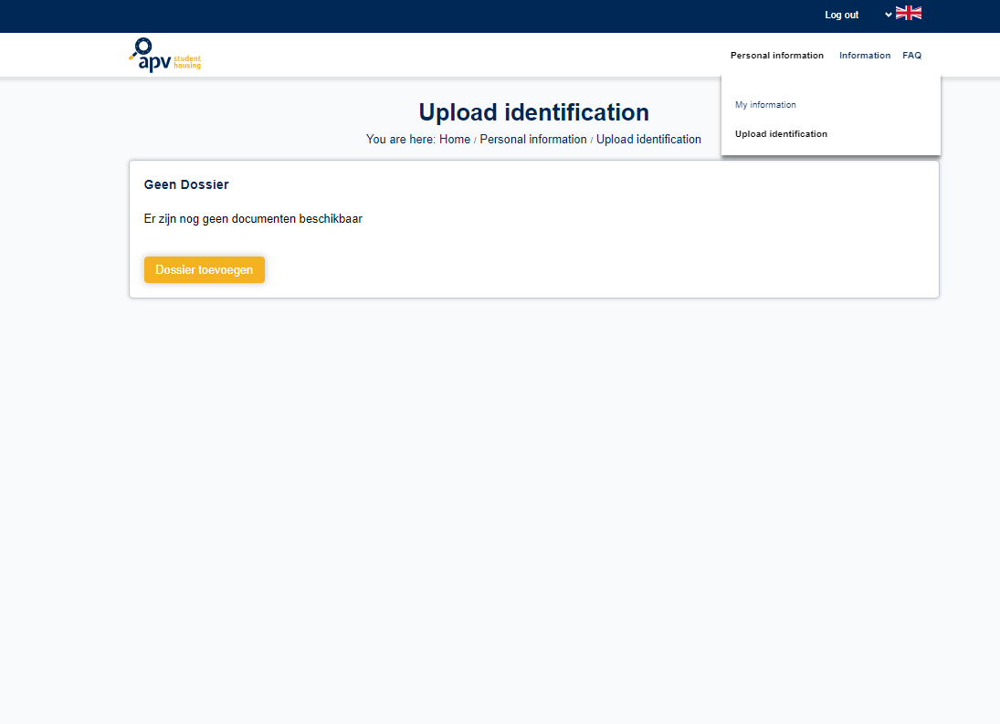 Log out
apv student housing
Personal information Information FAQ
My information
Upload identification
Upload identification
You are here: Home / Personal information / Upload identification
Geen Dossier
Er zijn nog geen documenten beschikbaar
Dossier toevoegen